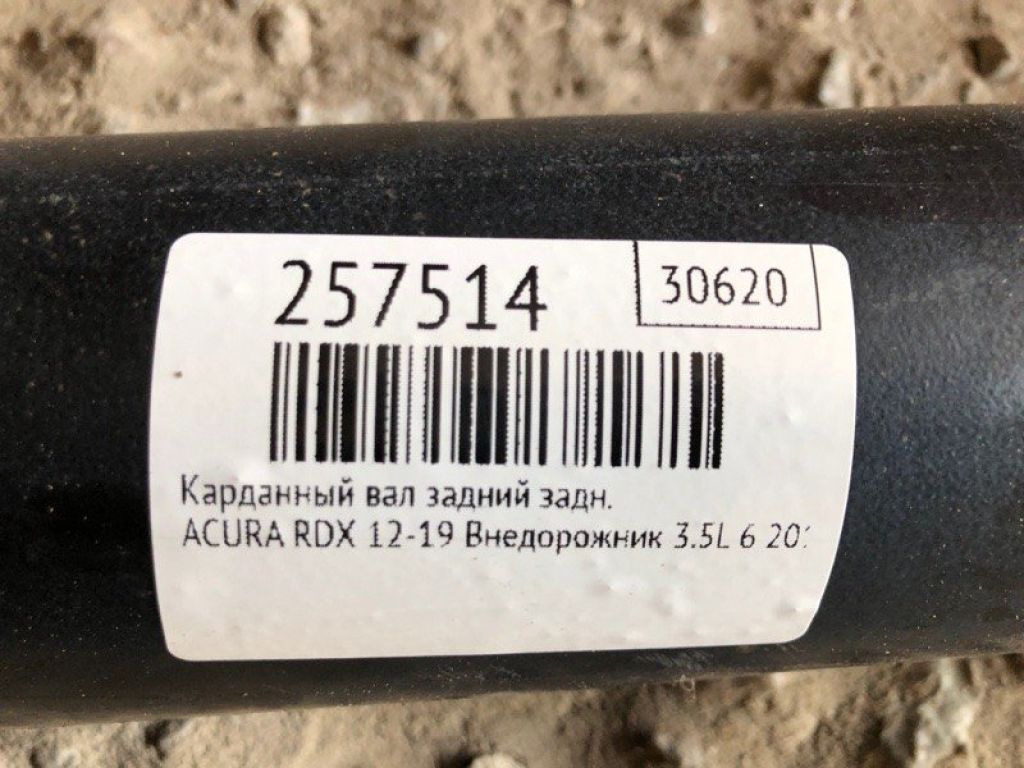 257514
30620
Карданный вал задний задн.
ACURA RDX 12-19 Внедорожник 3.5L 6